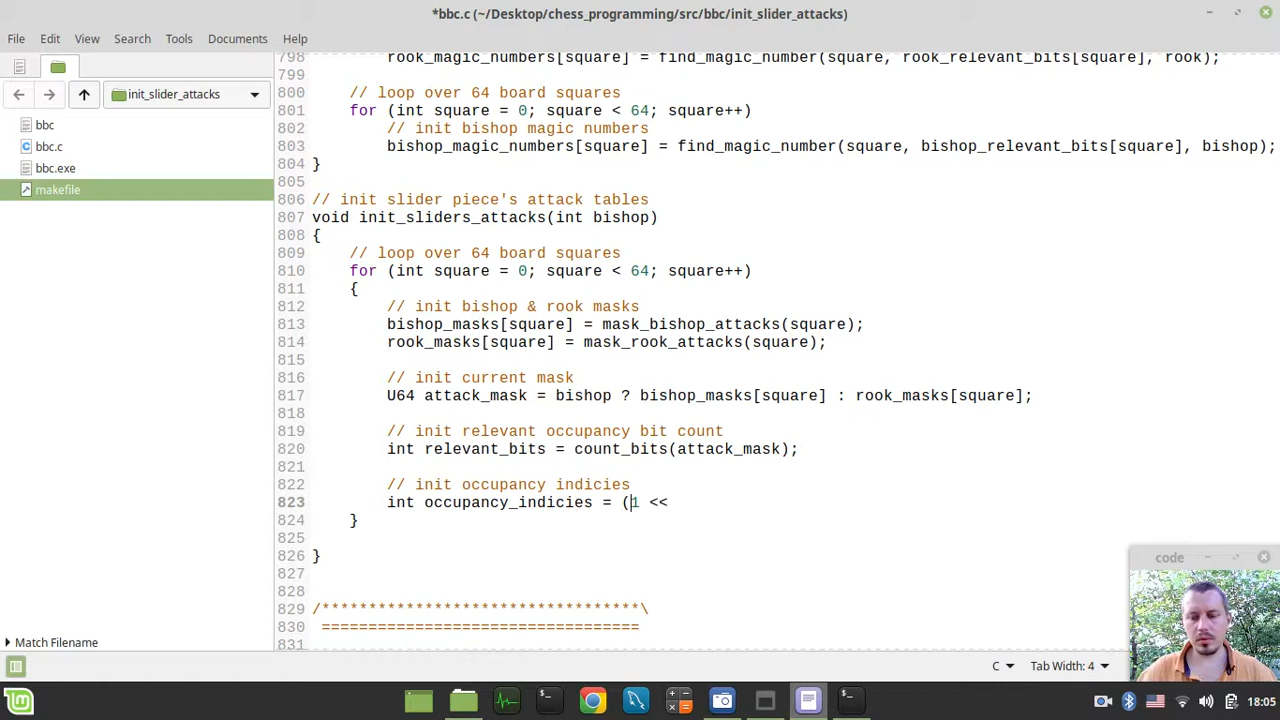 *bbc.c (~/Desktop/chess_programming/src/bbc/init_slider_attacks)
File Edit View Search Tools Documents Help
init_slider_attacks
bbc
bbc.c
bbc.exe
makefile
Match Filename
798 rook_magic_numbers[square] = find_magic_number(square, rook_relevant_bits[square], rook);
799
800 // loop over 64 board squares
801 for (int square = 0; square < 64; square++)
802 // init bishop magic numbers
803 bishop_magic_numbers[square] = find_magic_number(square, bishop_relevant_bits[square], bishop);
804 }
805
806 // init slider piece's attack tables
807 void init_sliders_attacks(int bishop)
808 {
809 // loop over 64 board squares
810 for (int square = 0; square < 64; square++)
811 {
812 // init bishop & rook masks
813 bishop_masks[square] = mask_bishop_attacks(square);
814 rook_masks[square] = mask_rook_attacks(square);
815
816 // init current mask
817 U64 attack_mask = bishop ? bishop_masks[square] : rook_masks[square];
818
819 // init relevant occupancy bit count
820 int relevant_bits = count_bits(attack_mask);
821
822 // init occupancy indicies
823 int occupancy_indicies = (1 <<
824 }
825
826 }
827
828
829 /**********************************\
830 ==================================
831
code
C Tab Width: 4
18:05